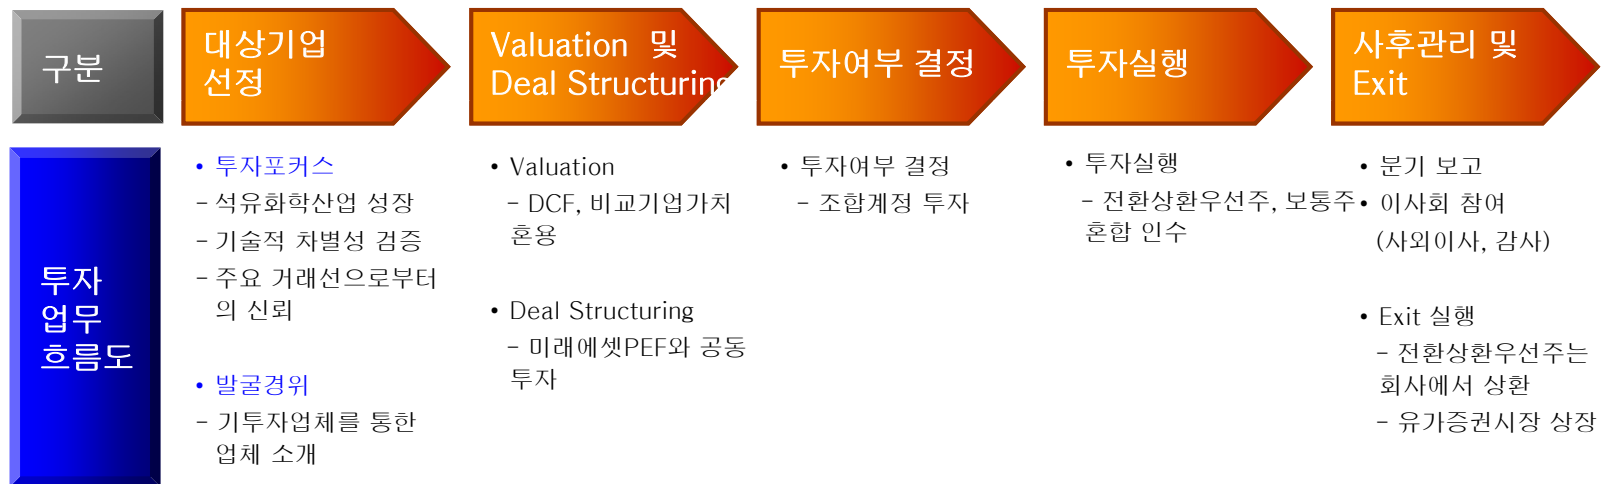 구분
대상기업
선정
Valuation 및
Deal Structuring
투자여부 결정
투자실행
사후관리 및
Exit
투자
업무
흐름도
• 투자포커스
– 석유화학산업 성장
– 기술적 차별성 검증
– 주요 거래선으로부터
의 신뢰
• 발굴경위
– 기투자업체를 통한
업체 소개
• Valuation
– DCF, 비교기업가치
혼용
• Deal Structuring
– 미래에셋PEF와 공동
투자
• 투자여부 결정
– 조합계정 투자
• 투자실행
– 전환상환우선주, 보통주
혼합 인수
• 분기 보고
• 이사회 참여
(사외이사, 감사)
• Exit 실행
– 전환상환우선주는
회사에서 상환
– 유가증권시장 상장